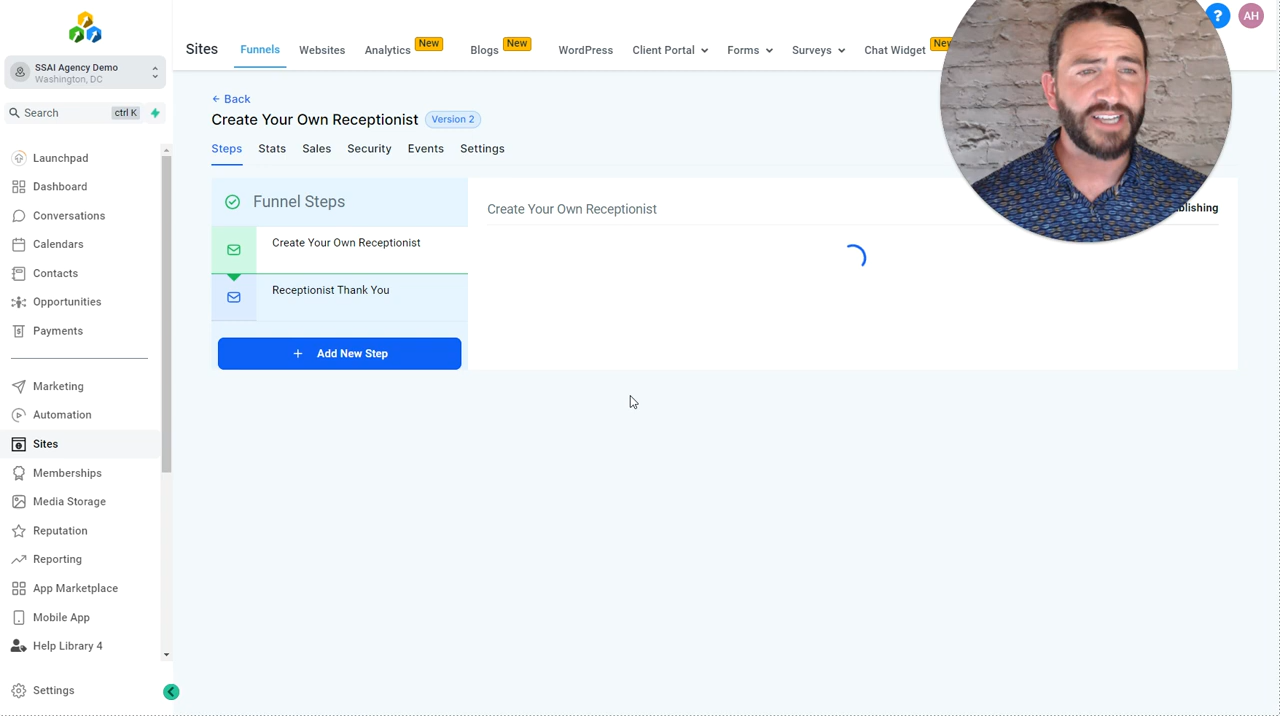 SSAI Agency Demo
Washington, DC
Search
ctrl K
Launchpad
Dashboard
Conversations
Calendars
Contacts
Opportunities
Payments
Marketing
Automation
Sites
Memberships
Media Storage
Reputation
Reporting
App Marketplace
Mobile App
Help Library 4
Settings
Sites
Funnels
Websites
Analytics
New
Blogs
New
WordPress
Client Portal
Forms
Surveys
Chat Widget
?
AH
← Back
Create Your Own Receptionist
Version 2
Steps
Stats
Sales
Security
Events
Settings
Funnel Steps
Create Your Own Receptionist
Receptionist Thank You
+ Add New Step
Create Your Own Receptionist